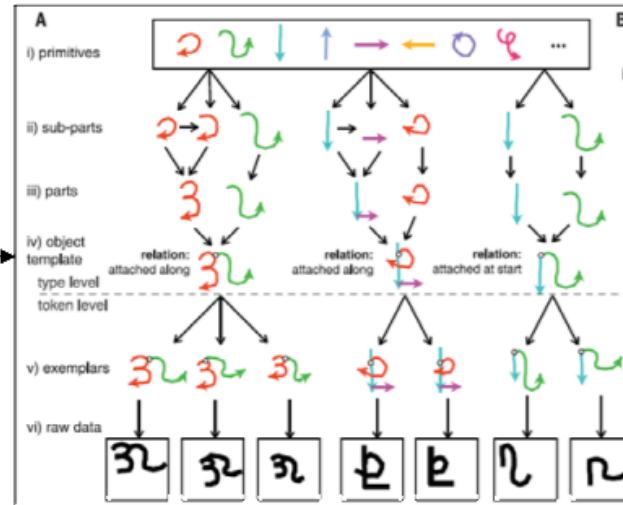 A
B
i) primitives
...
ii) sub-parts
iii) parts
iv) object
template
relation:
attached along
relation:
attached along
relation:
attached at start
type level
token level
v) exemplars
vi) raw data